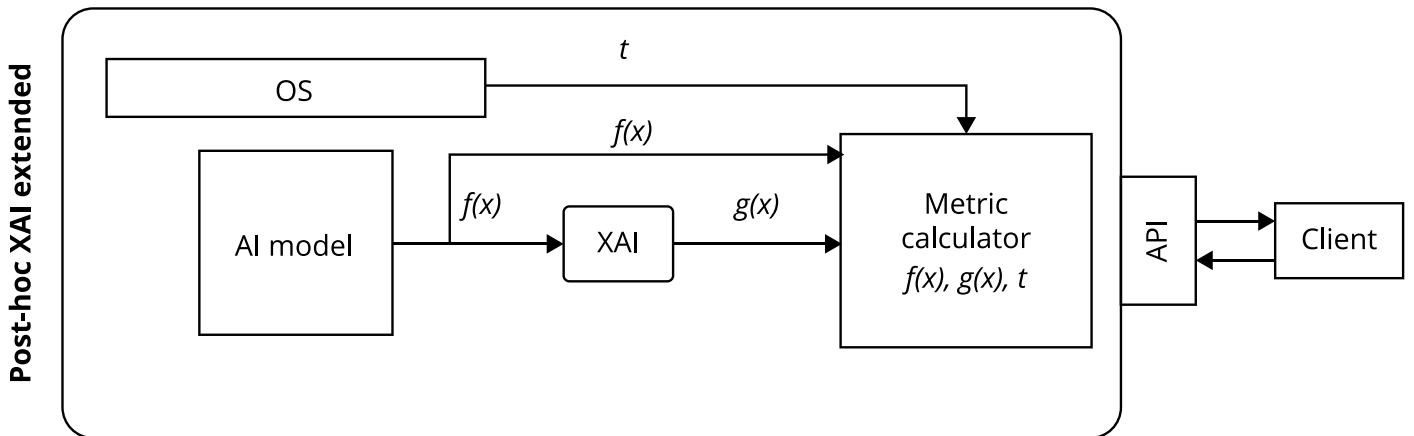 Post-hoc XAI extended
t
OS
f(x)
f(x)
g(x)
AI model
XAI
Metric
calculator
f(x), g(x), t
API
Client